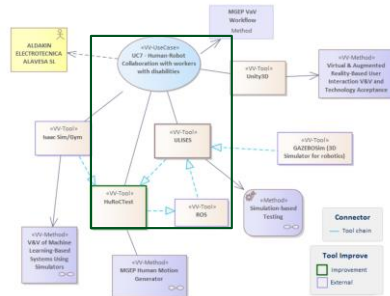 MGEP VaV
Workflow
Method
ALDAKIN
ELECTROTECNICA
ALAVESA SL
«VV-UseCase»
UC7 - Human-Robot
Collaboration with workers
with disabilities
«VV-Tool»
Unity3D
«VV-Method»
Virtual & Augmented
Reality-Based User
Interaction V&V and
Technology Acceptance
«VV-Tool»
Isaac Sim/Gym
«VV-Tool»
ULISES
«VV-Tool»
GAZEBOSim (3D
Simulator for robotics)
«VV-Tool»
HuRoCTest
«VV-Tool»
ROS
«VV-Method»
Simulation-based
Testing
«VV-Method»
V&V of Machine
Learning-Based
Systems Using
Simulators
«VV-Method»
MGEP Human Motion
Generator
Connector
Tool chain
Tool Improve
Improvement
External